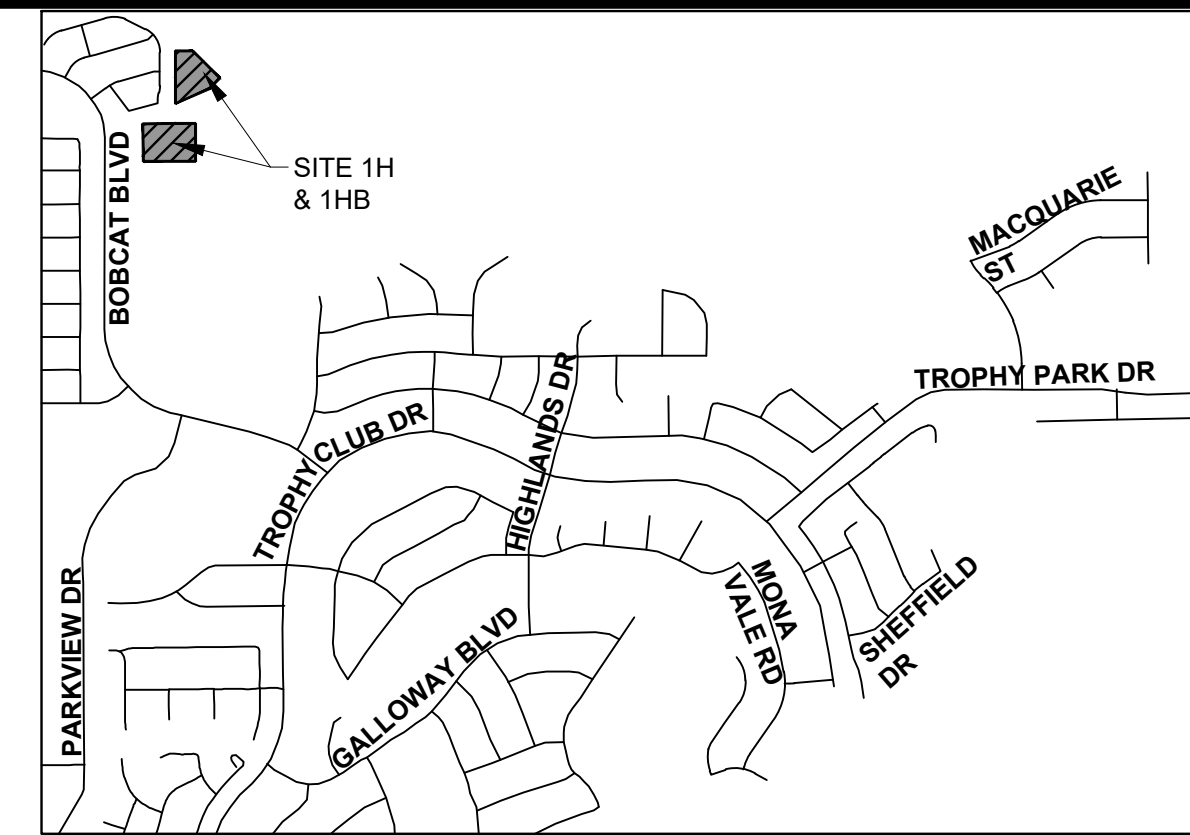 SITE 1H
& 1HB
BOBCAT BLVD
MACQUARIE
ST
TROPHY PARK DR
HIGHLANDS DR
TROPHY CLUB DR
MONA
VALE RD
SHEFFIELD
DR
PARKVIEW DR
GALLOWAY BLVD